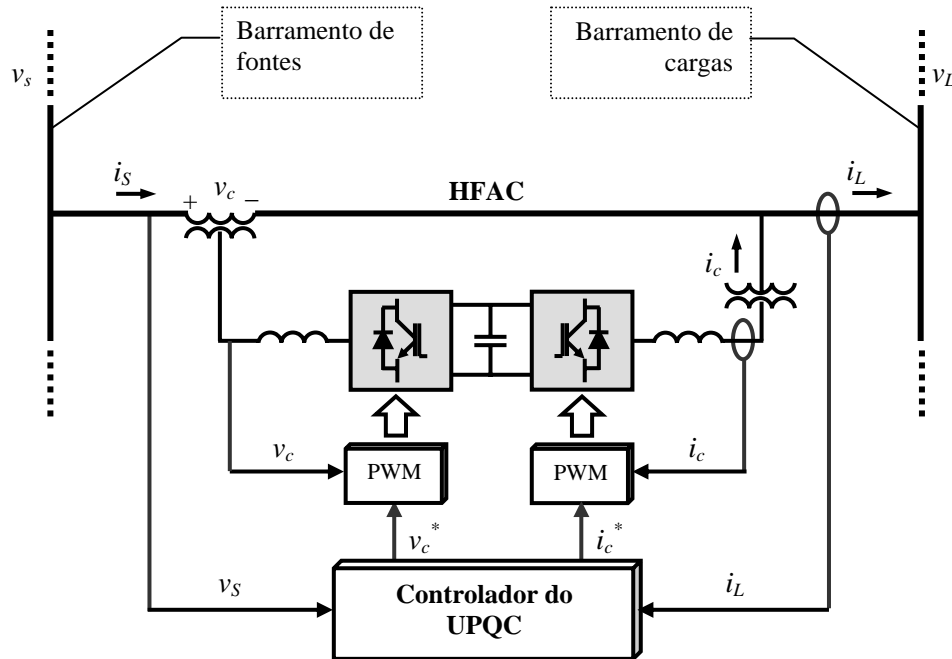 Barramento de
fontes
Barramento de
cargas
v_s
v_L
i_S
+ v_c −
HFAC
i_L
i_c
v_c
PWM
PWM
i_c
v_c*
i_c*
v_S
Controlador do
UPQC
i_L